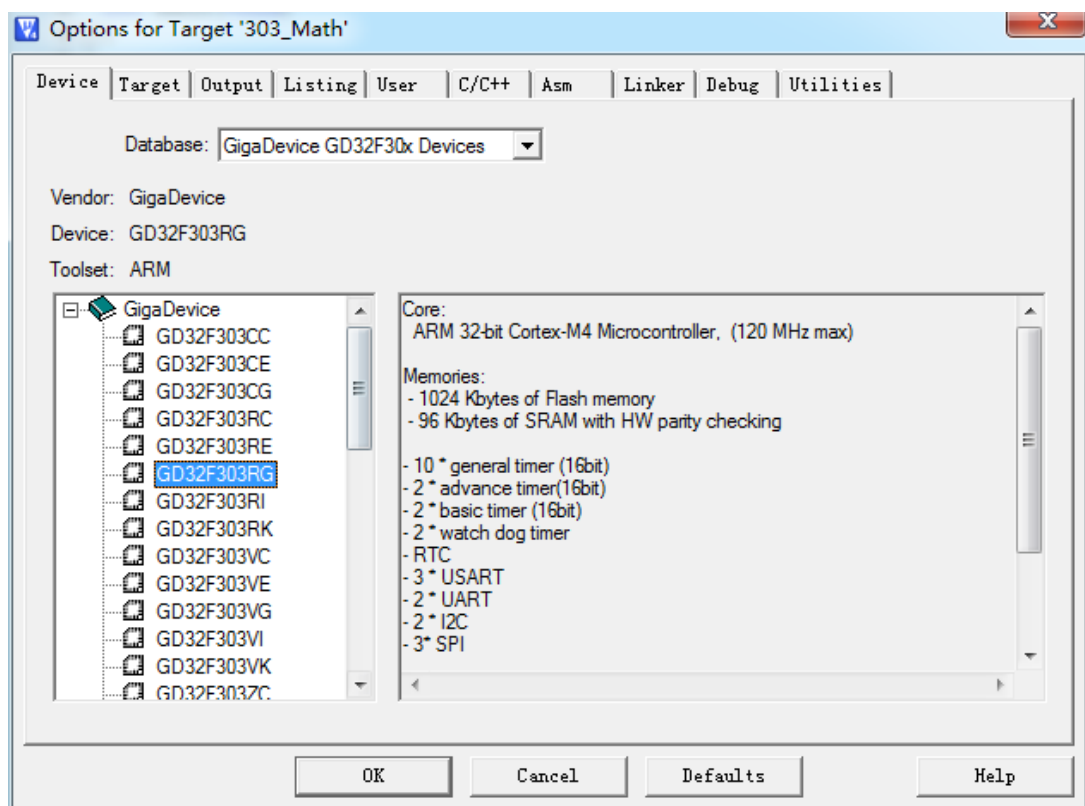 Options for Target '303_Math'
Device Target Output Listing User C/C++ Asm Linker Debug Utilities
Database: GigaDevice GD32F30x Devices
Vendor: GigaDevice
Device: GD32F303RG
Toolset: ARM
GigaDevice
GD32F303CC
GD32F303CE
GD32F303CG
GD32F303RC
GD32F303RE
GD32F303RG
GD32F303RI
GD32F303RK
GD32F303VC
GD32F303VE
GD32F303VG
GD32F303VI
GD32F303VK
GD32F303ZC
Core:
ARM 32-bit Cortex-M4 Microcontroller, (120 MHz max)
Memories:
- 1024 Kbytes of Flash memory
- 96 Kbytes of SRAM with HW parity checking
- 10 * general timer (16bit)
- 2 * advance timer(16bit)
- 2 * basic timer (16bit)
- 2 * watch dog timer
- RTC
- 3 * USART
- 2 * UART
- 2 * I2C
- 3* SPI
OK Cancel Defaults Help